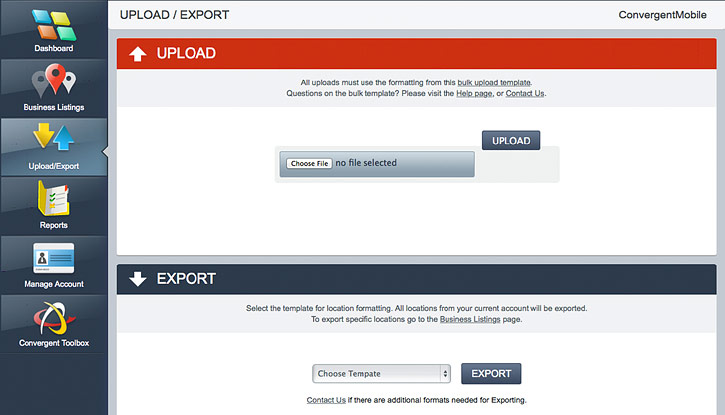 UPLOAD / EXPORT
ConvergentMobile
Dashboard
Business Listings
Upload/Export
Reports
Manage Account
Convergent Toolbox
UPLOAD
All uploads must use the formatting from this bulk upload template.
Questions on the bulk template? Please visit the Help page, or Contact Us.
UPLOAD
Choose File no file selected
EXPORT
Select the template for location formatting. All locations from your current account will be exported.
To export specific locations go to the Business Listings page.
Choose Tempate
EXPORT
Contact Us if there are additional formats needed for Exporting.